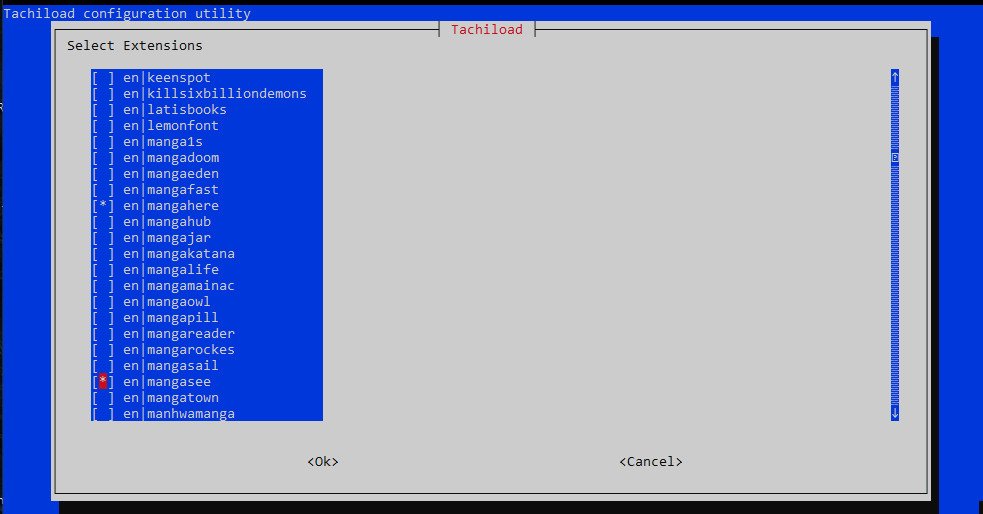 Tachiload configuration utility
Tachiload
Select Extensions
[ ] en|keenspot
[ ] en|killsixbilliondemons
[ ] en|latisbooks
[ ] en|lemonfont
[ ] en|manga1s
[ ] en|mangadoom
[ ] en|mangaeden
[ ] en|mangafast
[*] en|mangahere
[ ] en|mangahub
[ ] en|mangajar
[ ] en|mangakatana
[ ] en|mangalife
[ ] en|mangamainac
[ ] en|mangaowl
[ ] en|mangapill
[ ] en|mangareader
[ ] en|mangarockes
[ ] en|mangasail
[*] en|mangasee
[ ] en|mangatown
[ ] en|manhwamanga
<Ok> <Cancel>